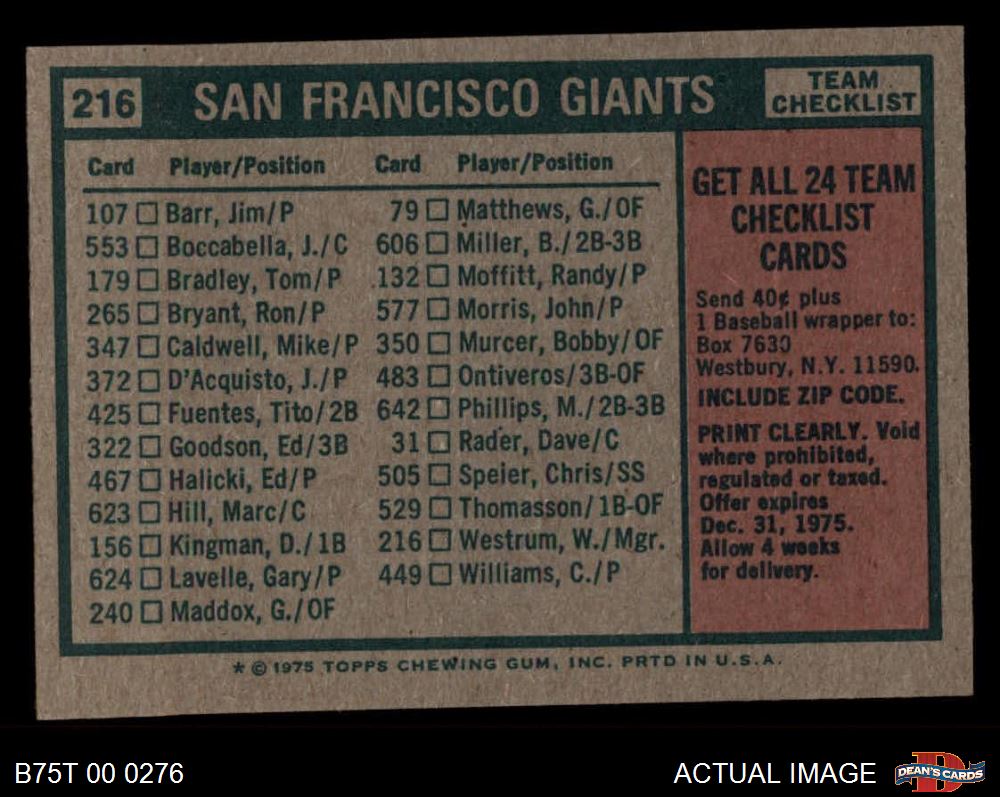 216 SAN FRANCISCO GIANTS TEAM CHECKLIST
Card Player/Position
107 Barr, Jim/P
553 Boccabella, J./C
179 Bradley, Tom/P
265 Bryant, Ron/P
347 Caldwell, Mike/P
372 D'Acquisto, J./P
425 Fuentes, Tito/2B
322 Goodson, Ed/3B
467 Halicki, Ed/P
623 Hill, Marc/C
156 Kingman, D./1B
624 Lavelle, Gary/P
240 Maddox, G./OF
Card Player/Position
79 Matthews, G./OF
606 Miller, B./2B-3B
132 Moffitt, Randy/P
577 Morris, John/P
350 Murcer, Bobby/OF
483 Ontiveros/3B-OF
642 Phillips, M./2B-3B
31 Rader, Dave/C
505 Speier, Chris/SS
529 Thomasson/1B-OF
216 Westrum, W./Mgr.
449 Williams, C./P
GET ALL 24 TEAM
CHECKLIST
CARDS
Send 40¢ plus
1 Baseball wrapper to:
Box 7630
Westbury, N.Y. 11590.
INCLUDE ZIP CODE.
PRINT CLEARLY. Void
where prohibited,
regulated or taxed.
Offer expires
Dec. 31, 1975.
Allow 4 weeks
for delivery.
* © 1975 TOPPS CHEWING GUM, INC. PRTD IN U.S.A.
B75T 00 0276
ACTUAL IMAGE
DEAN'S CARDS